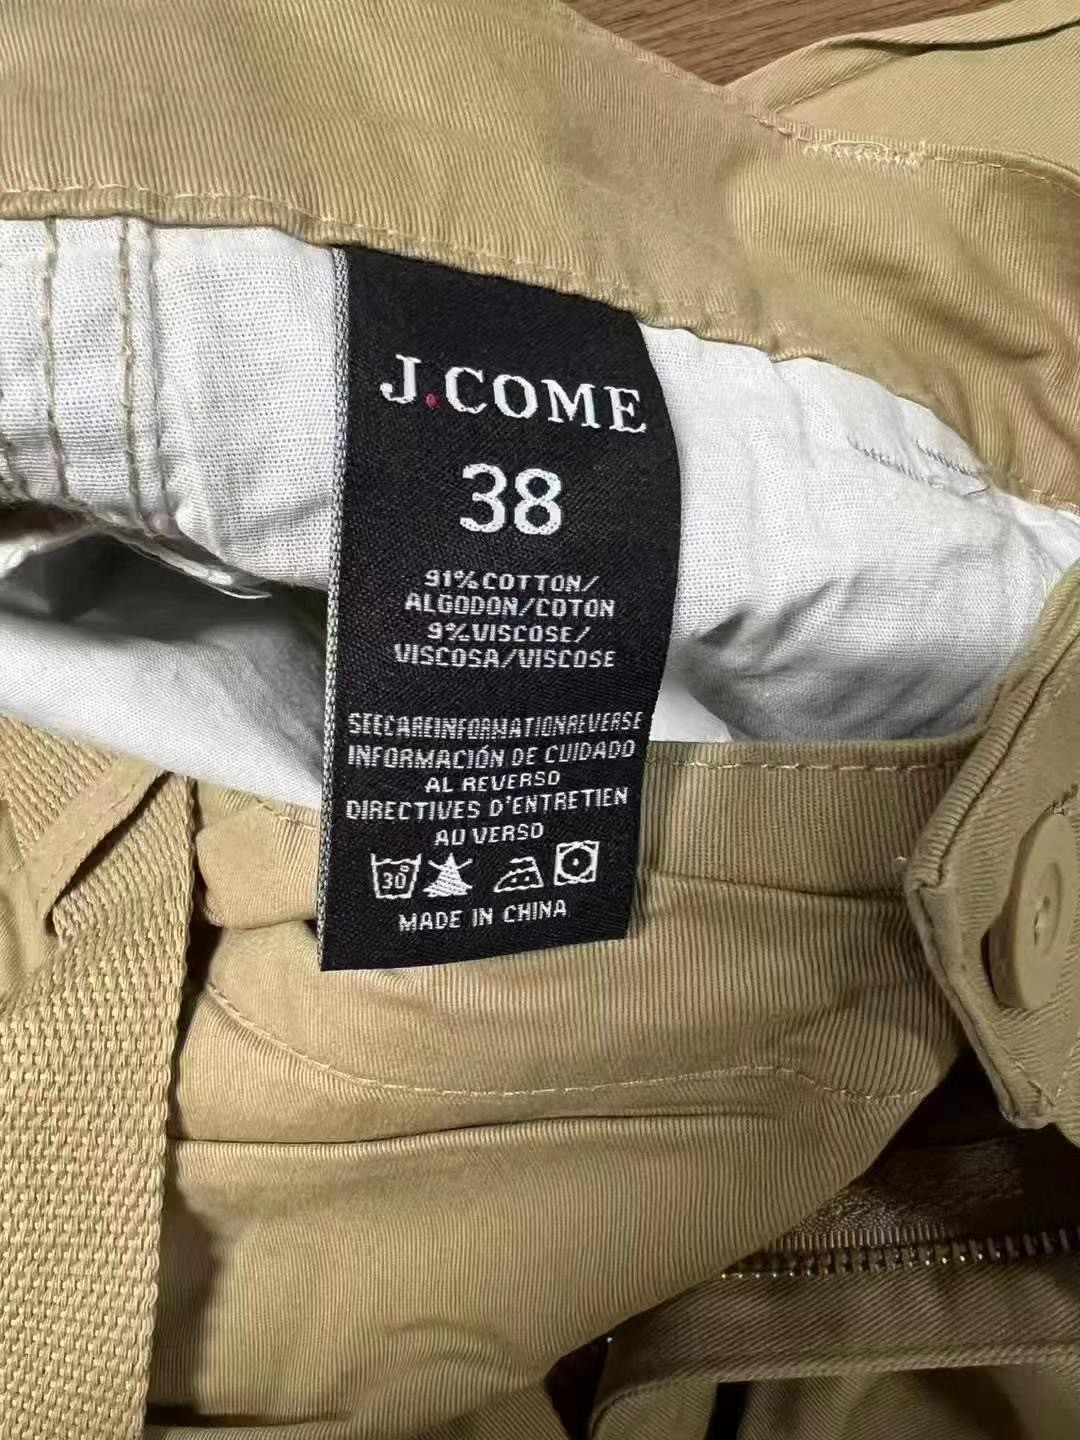 J.COME
38
91%COTTON/
ALGODON/COTON
9%VISCOSE/
VISCOSA/VISCOSE
SEECAREINFORMATIONREVERSE
INFORMACIÓN DE CUIDADO
AL REVERSO
DIRECTIVES D'ENTRETIEN
AU VERSO
30°
MADE IN CHINA